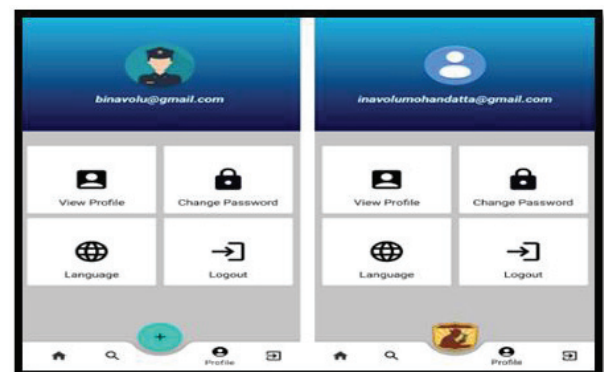 binavolu@gmail.com
View Profile
Change Password
Language
Logout
Profile
inavolumohandatta@gmail.com
View Profile
Change Password
Language
Logout
Profile